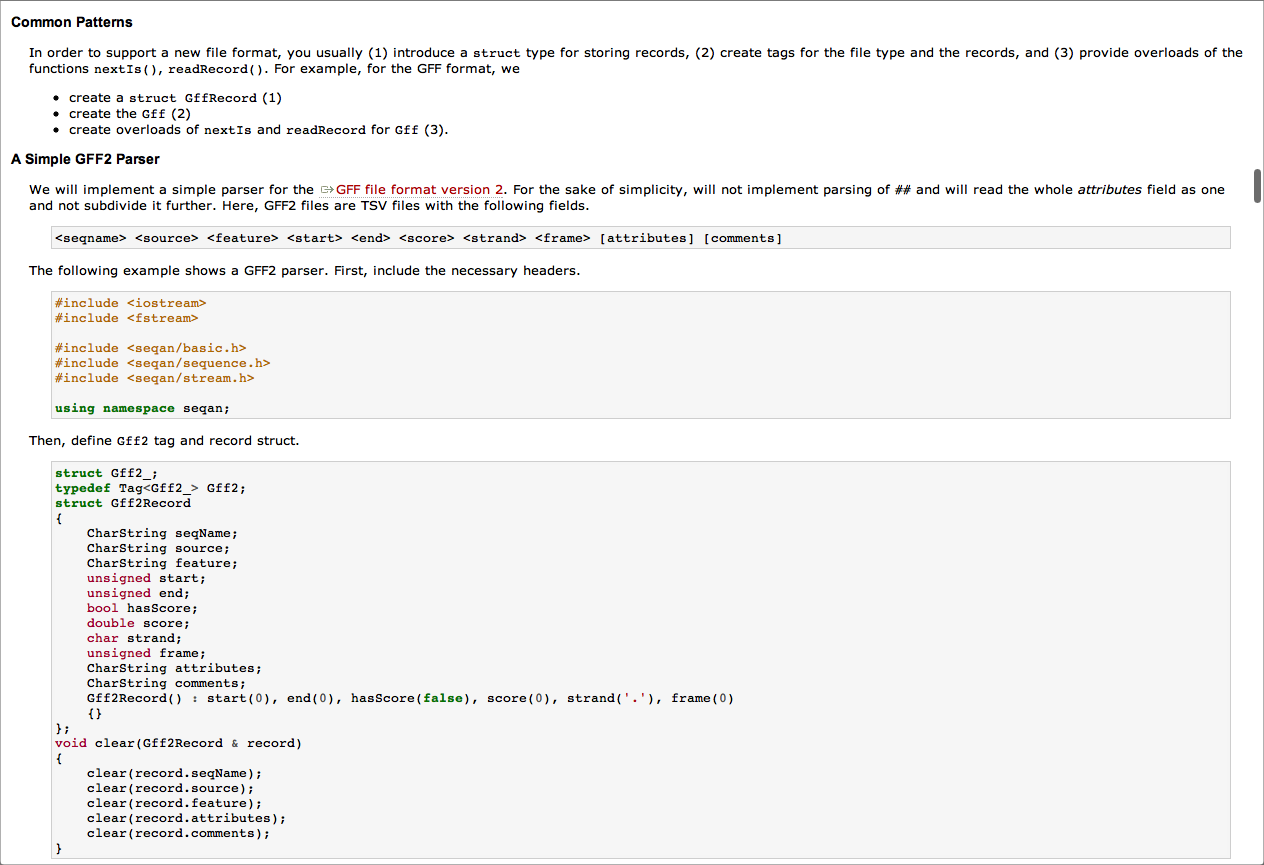 Common Patterns
In order to support a new file format, you usually (1) introduce a struct type for storing records, (2) create tags for the file type and the records, and (3) provide overloads of the
functions nextIs(), readRecord(). For example, for the GFF format, we
• create a struct GffRecord (1)
• create the Gff (2)
• create overloads of nextIs and readRecord for Gff (3).
A Simple GFF2 Parser
We will implement a simple parser for the GFF file format version 2. For the sake of simplicity, will not implement parsing of ## and will read the whole attributes field as one
and not subdivide it further. Here, GFF2 files are TSV files with the following fields.
<seqname> <source> <feature> <start> <end> <score> <strand> <frame> [attributes] [comments]
The following example shows a GFF2 parser. First, include the necessary headers.
#include <iostream>
#include <fstream>
#include <seqan/basic.h>
#include <seqan/sequence.h>
#include <seqan/stream.h>
using namespace seqan;
Then, define Gff2 tag and record struct.
struct Gff2_;
typedef Tag<Gff2_> Gff2;
struct Gff2Record
{
    CharString seqName;
    CharString source;
    CharString feature;
    unsigned start;
    unsigned end;
    bool hasScore;
    double score;
    char strand;
    unsigned frame;
    CharString attributes;
    CharString comments;
    Gff2Record() : start(0), end(0), hasScore(false), score(0), strand('.'), frame(0)
    {}
};
void clear(Gff2Record & record)
{
    clear(record.seqName);
    clear(record.source);
    clear(record.feature);
    clear(record.attributes);
    clear(record.comments);
}